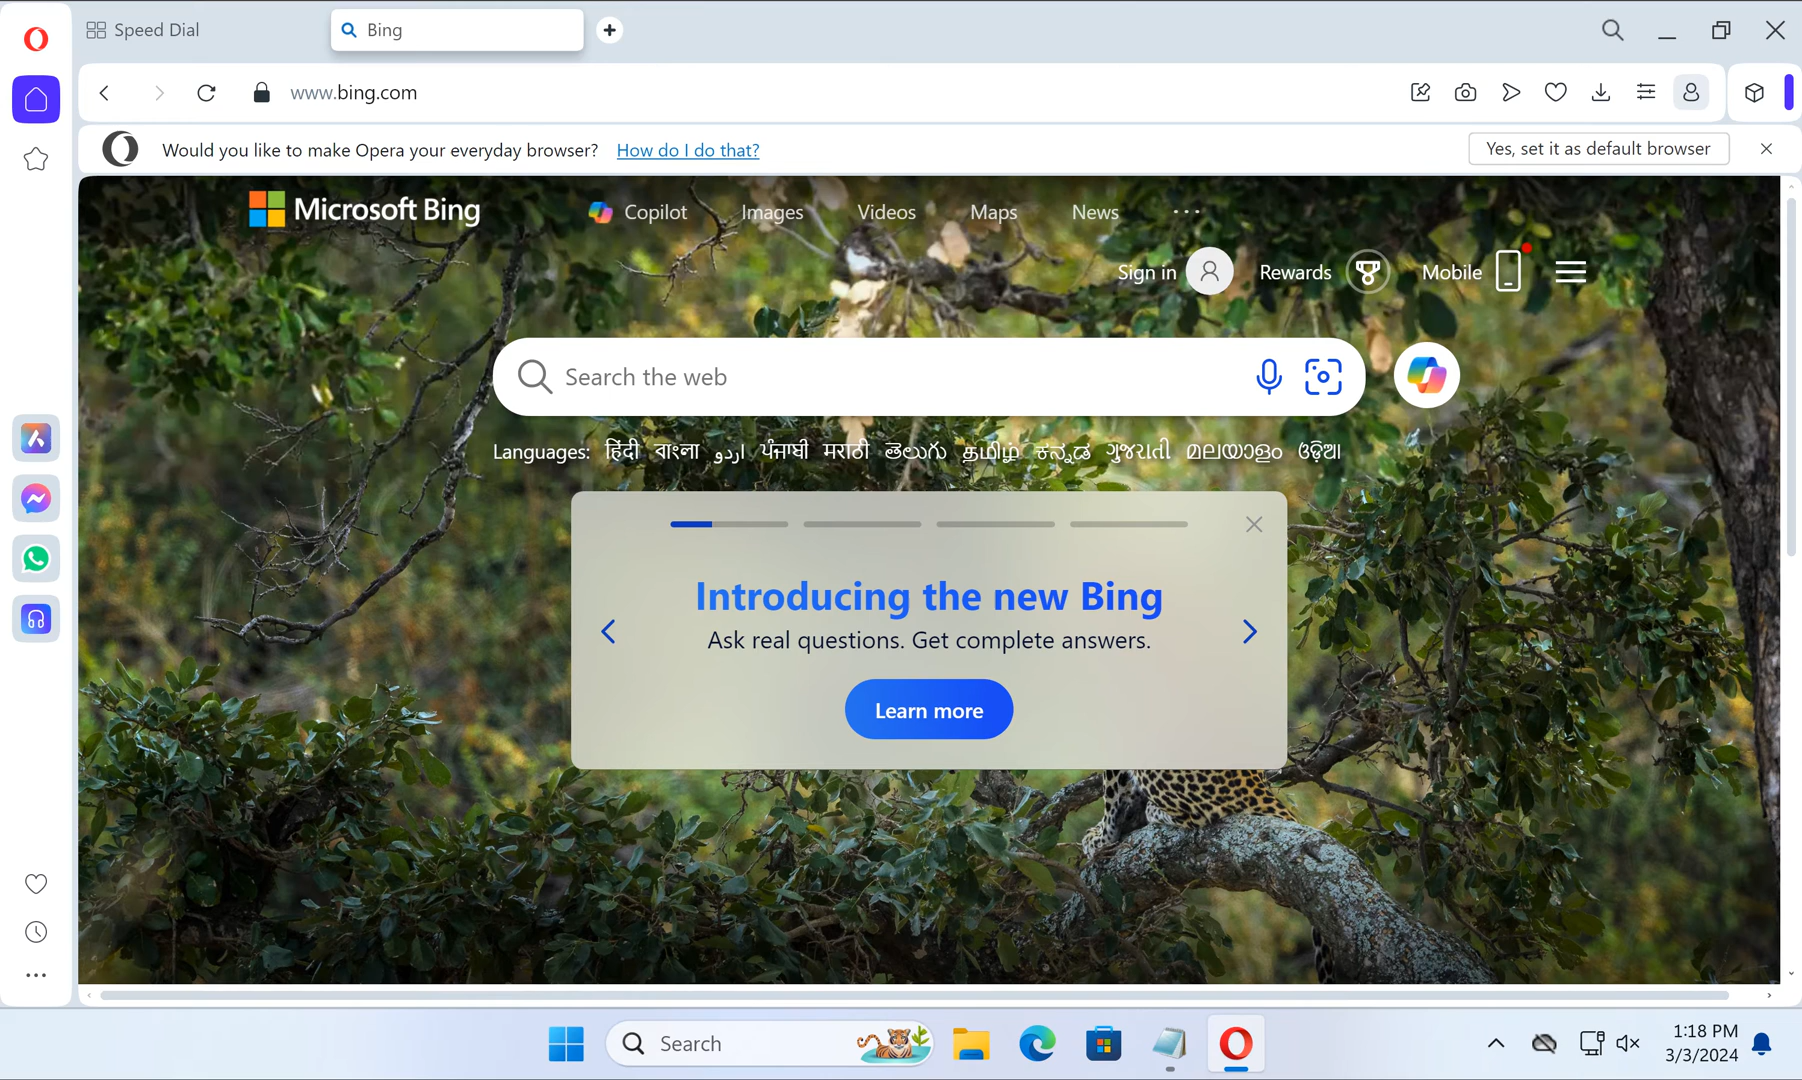 Speed Dial
Bing
www.bing.com
Would you like to make Opera your everyday browser? How do I do that? Yes, set it as default browser
Microsoft Bing
Copilot Images Videos Maps News
Sign in Rewards Mobile
Search the web
Languages: हिंदी বাংলা اردو ਪੰਜਾਬੀ मराठी తెలుగు தமிழ் ಕನ್ನಡ ગુજરાતી മലയാളം ଓଡ଼ିଆ
Introducing the new Bing
Ask real questions. Get complete answers.
Learn more
Search
1:18 PM
3/3/2024